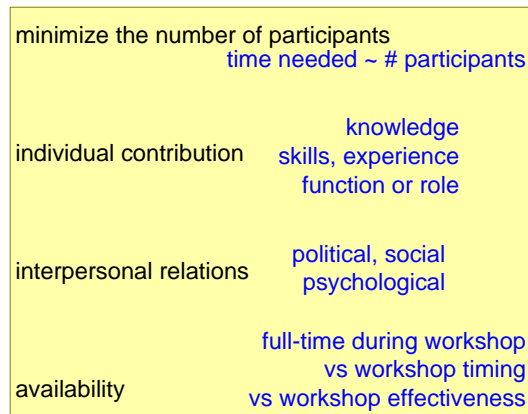 minimize the number of participants
time needed ~ # participants
knowledge
individual contribution
skills, experience
function or role
political, social
interpersonal relations
psychological
full-time during workshop
vs workshop timing
availability
vs workshop effectiveness